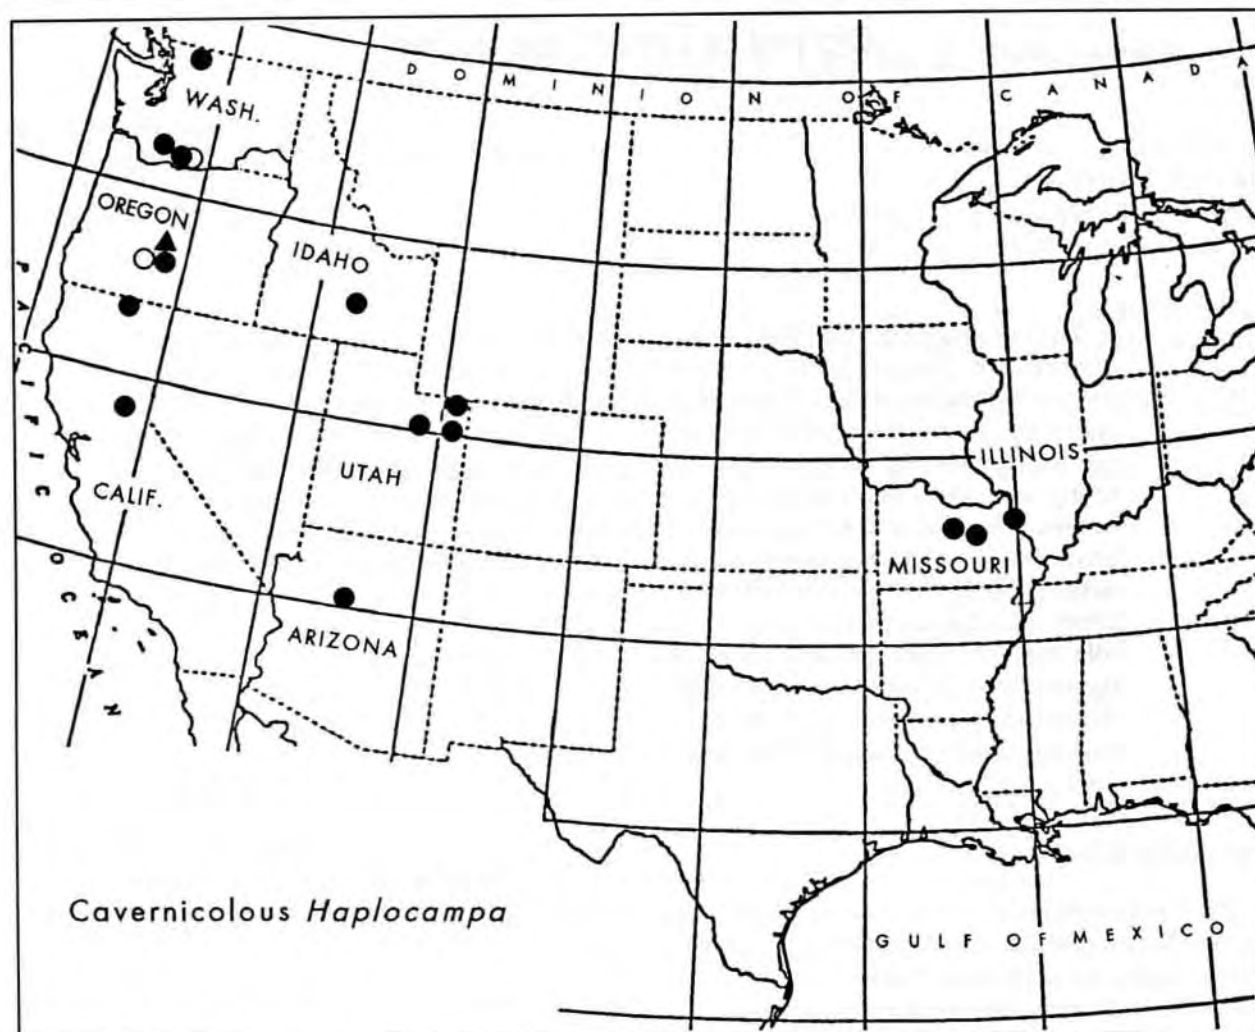 DOMINION OF CANADA
WASH.
OREGON
IDAHO
PACIFIC OCEAN
UTAH
CALIF.
ILLINOIS
MISSOURI
ARIZONA
Cavernicolous Haplocampa
GULF OF MEXICO